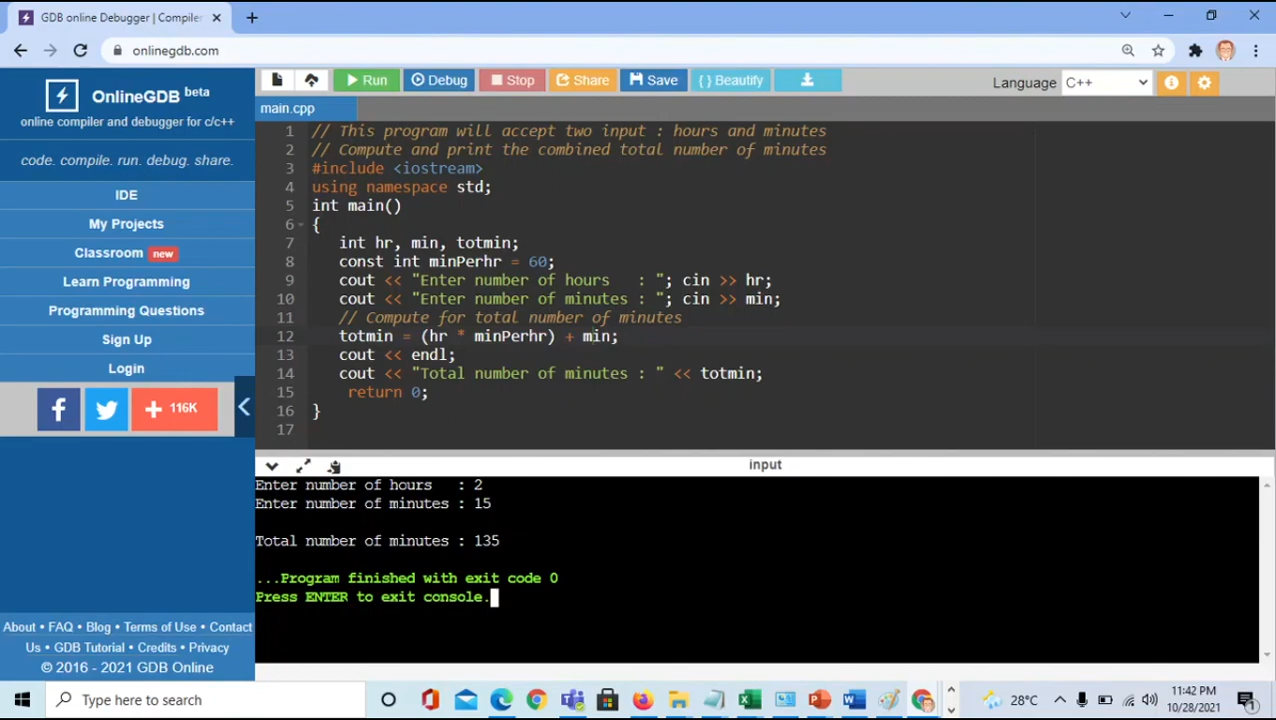 GDB online Debugger | Compiler
onlinegdb.com
OnlineGDB beta
online compiler and debugger for c/c++
code. compile. run. debug. share.
IDE
My Projects
Classroom new
Learn Programming
Programming Questions
Sign Up
Login
f + 116K
About • FAQ • Blog • Terms of Use • Contact
Us • GDB Tutorial • Credits • Privacy
© 2016 - 2021 GDB Online
Run Debug Stop Share Save { } Beautify
Language C++
main.cpp
1 // This program will accept two input : hours and minutes
2 // Compute and print the combined total number of minutes
3 #include <iostream>
4 using namespace std;
5 int main()
6 {
7 int hr, min, totmin;
8 const int minPerhr = 60;
9 cout << "Enter number of hours   : "; cin >> hr;
10 cout << "Enter number of minutes : "; cin >> min;
11 // Compute for total number of minutes
12 totmin = (hr * minPerhr) + min;
13 cout << endl;
14 cout << "Total number of minutes : " << totmin;
15 return 0;
16 }
17
input
Enter number of hours   : 2
Enter number of minutes : 15
Total number of minutes : 135
...Program finished with exit code 0
Press ENTER to exit console.
Type here to search
28°C
11:42 PM
10/28/2021
1